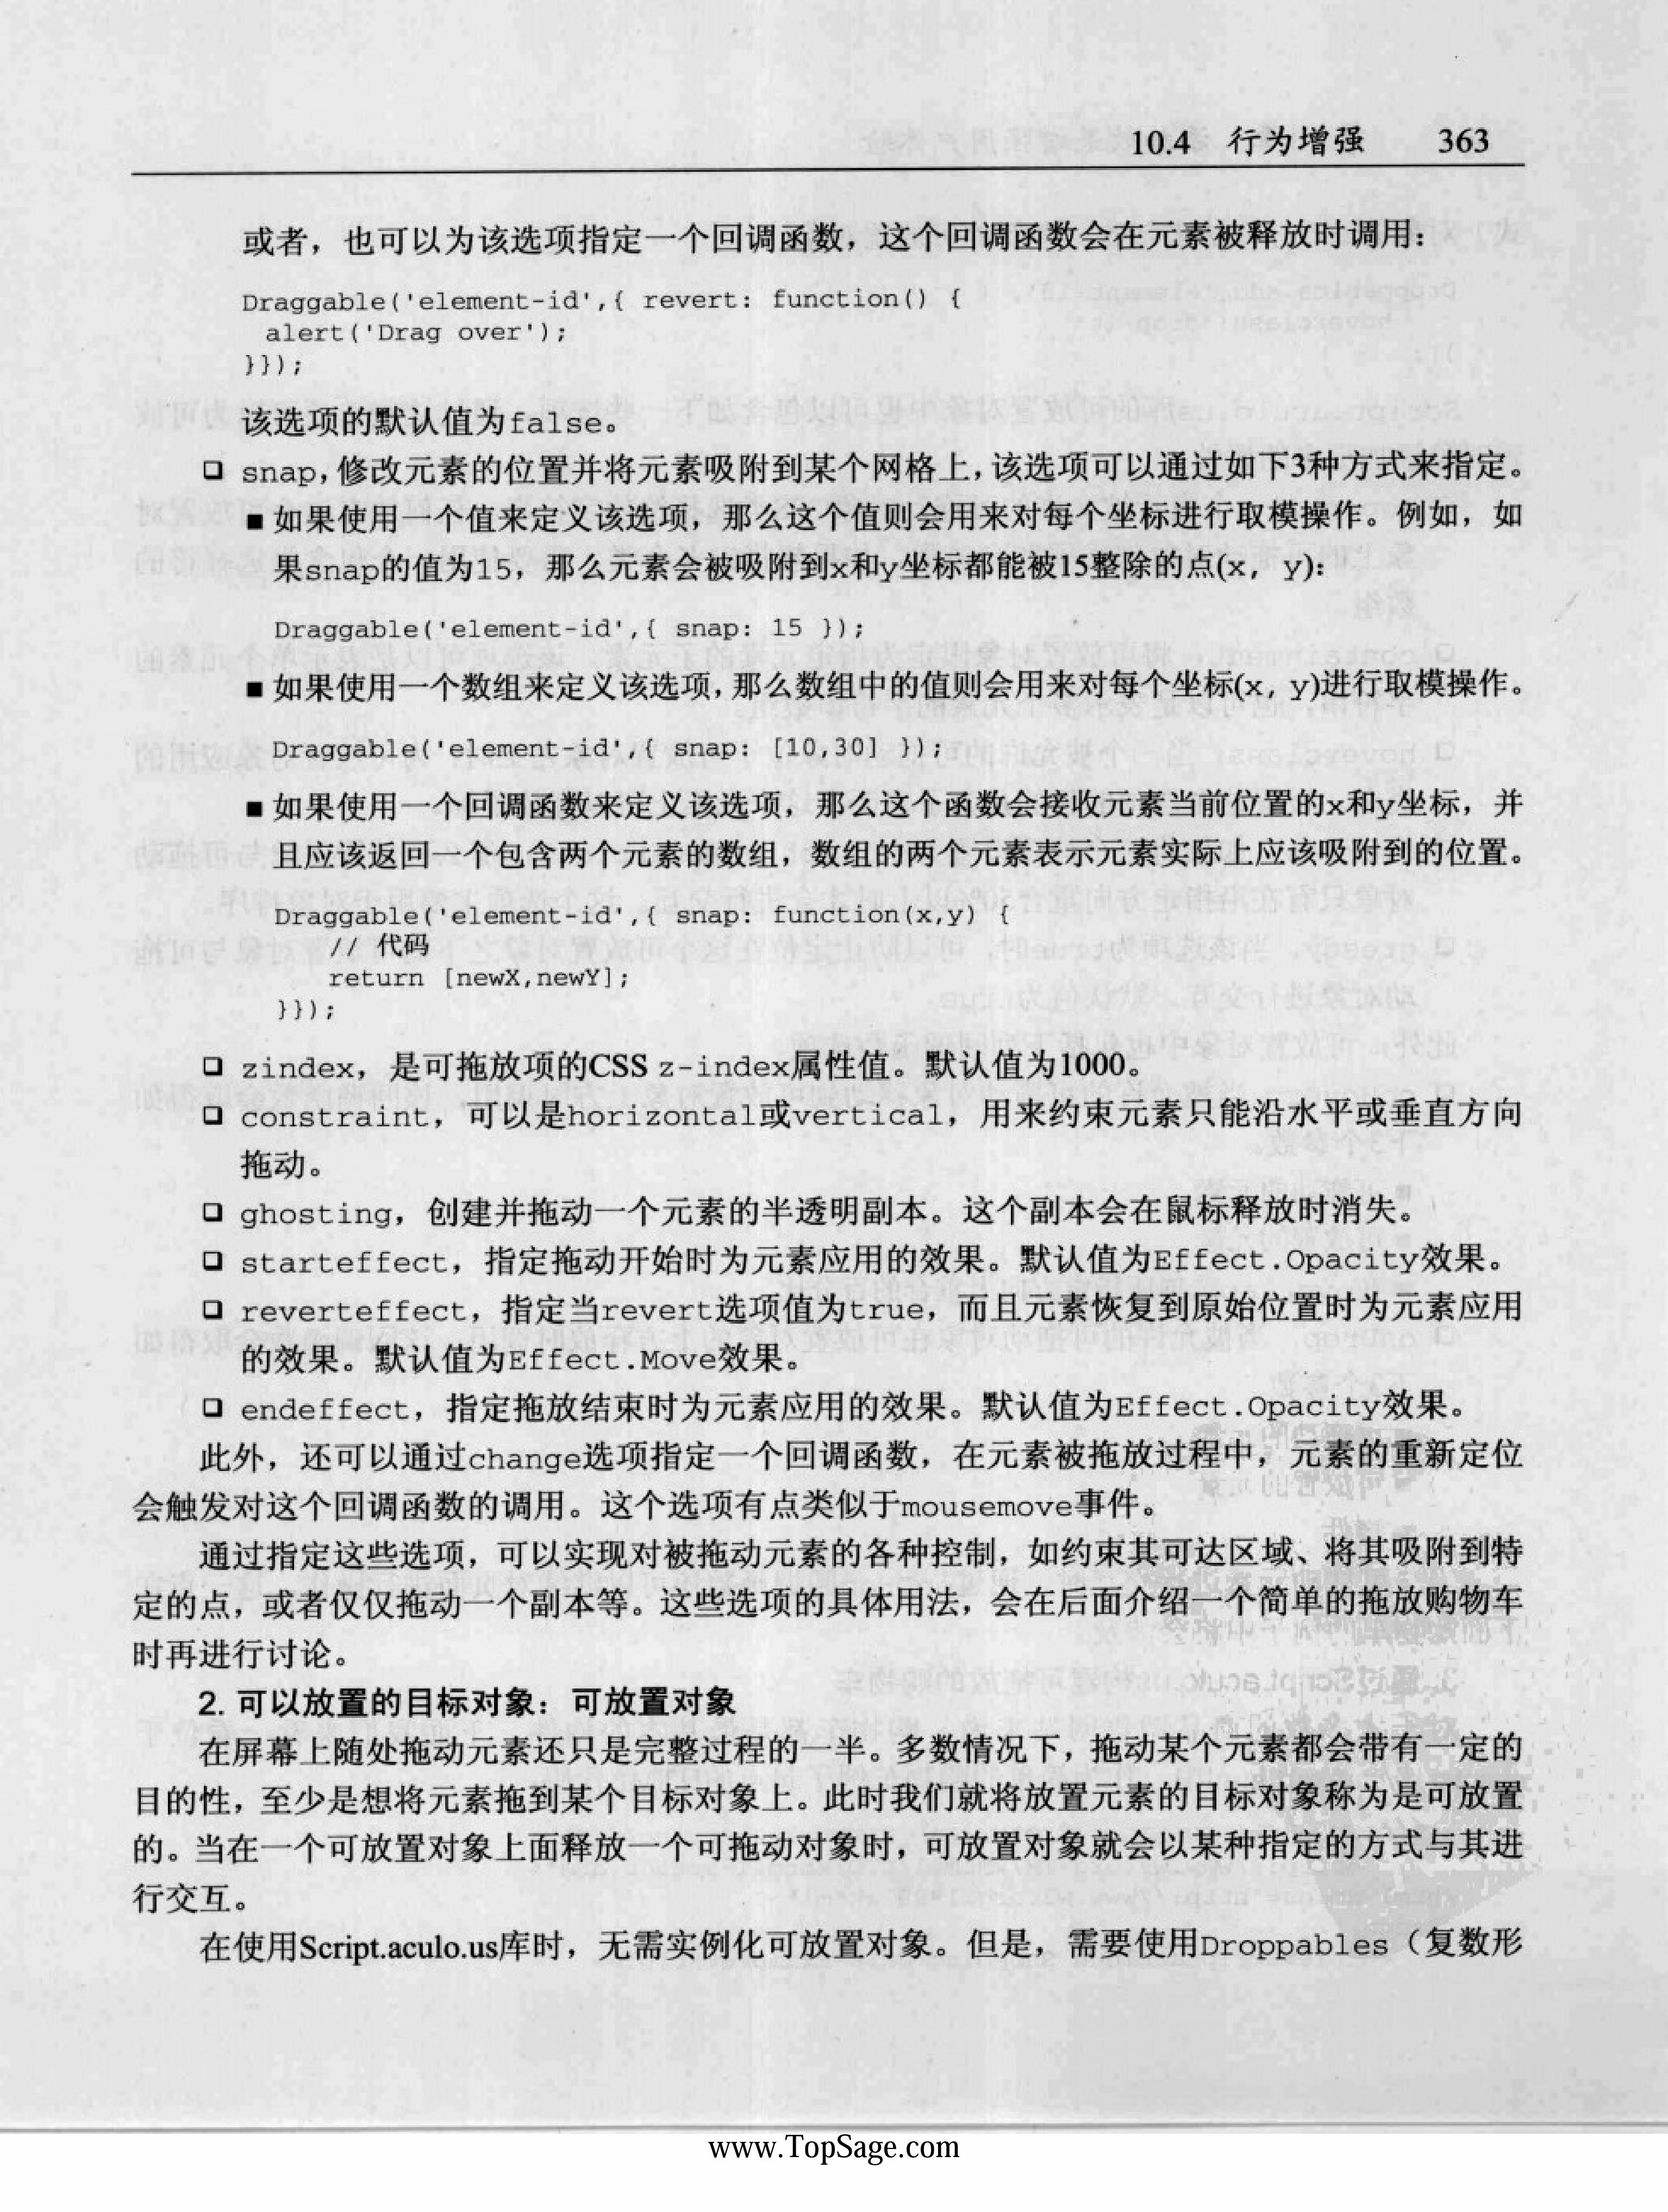 10.4 行为增强 363
或者，也可以为该选项指定一个回调函数，这个回调函数会在元素被释放时调用：
Draggable('element-id',{ revert: function() {
alert('Drag over');
}});
该选项的默认值为false。
❑ snap，修改元素的位置并将元素吸附到某个网格上，该选项可以通过如下3种方式来指定。
■ 如果使用一个值来定义该选项，那么这个值则会用来对每个坐标进行取模操作。例如，如
果snap的值为15，那么元素会被吸附到x和y坐标都能被15整除的点(x, y)：
Draggable('element-id',{ snap: 15 });
■ 如果使用一个数组来定义该选项，那么数组中的值则会用来对每个坐标(x, y)进行取模操作。
Draggable('element-id',{ snap: [10,30] });
■ 如果使用一个回调函数来定义该选项，那么这个函数会接收元素当前位置的x和y坐标，并
且应该返回一个包含两个元素的数组，数组的两个元素表示元素实际上应该吸附到的位置。
Draggable('element-id',{ snap: function(x,y) {
// 代码
return [newX,newY];
}});
❑ zindex，是可拖放项的CSS z-index属性值。默认值为1000。
❑ constraint，可以是horizontal或vertical，用来约束元素只能沿水平或垂直方向
拖动。
❑ ghosting，创建并拖动一个元素的半透明副本。这个副本会在鼠标释放时消失。
❑ starteffect，指定拖动开始时为元素应用的效果。默认值为Effect.Opacity效果。
❑ reverteffect，指定当revert选项值为true，而且元素恢复到原始位置时为元素应用
的效果。默认值为Effect.Move效果。
❑ endeffect，指定拖放结束时为元素应用的效果。默认值为Effect.Opacity效果。
此外，还可以通过change选项指定一个回调函数，在元素被拖放过程中，元素的重新定位
会触发对这个回调函数的调用。这个选项有点类似于mousemove事件。
通过指定这些选项，可以实现对被拖动元素的各种控制，如约束其可达区域、将其吸附到特
定的点，或者仅仅拖动一个副本等。这些选项的具体用法，会在后面介绍一个简单的拖放购物车
时再进行讨论。
2. 可以放置的目标对象：可放置对象
在屏幕上随处拖动元素还只是完整过程的一半。多数情况下，拖动某个元素都会带有一定的
目的性，至少是想将元素拖到某个目标对象上。此时我们就将放置元素的目标对象称为是可放置
的。当在一个可放置对象上面释放一个可拖动对象时，可放置对象就会以某种指定的方式与其进
行交互。
在使用Script.aculo.us库时，无需实例化可放置对象。但是，需要使用Droppables（复数形
www.TopSage.com